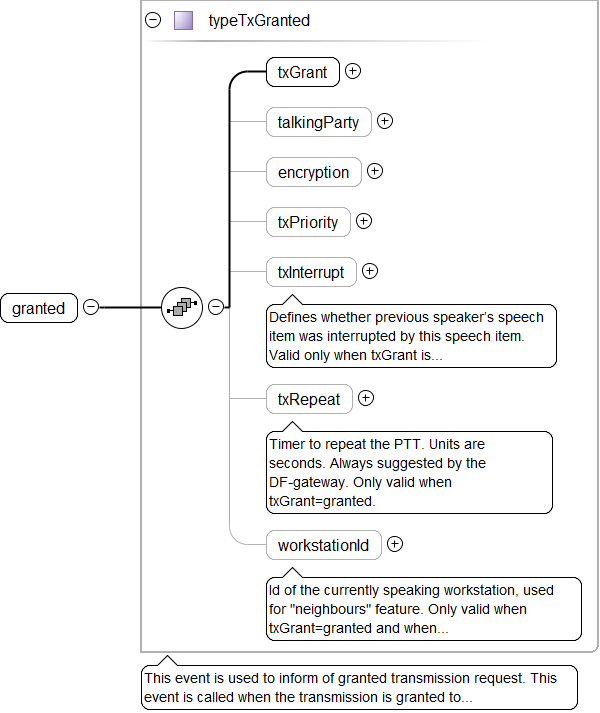 typeTxGranted
txGrant
talkingParty
encryption
txPriority
txInterrupt
Defines whether previous speaker's speech
item was interrupted by this speech item.
Valid only when txGrant is...
granted
txRepeat
Timer to repeat the PTT. Units are
seconds. Always suggested by the
DF-gateway. Only valid when
txGrant=granted.
workstationId
Id of the currently speaking workstation, used
for "neighbours" feature. Only valid when
txGrant=granted and when...
This event is used to inform of granted transmission request. This
event is called when the transmission is granted to...